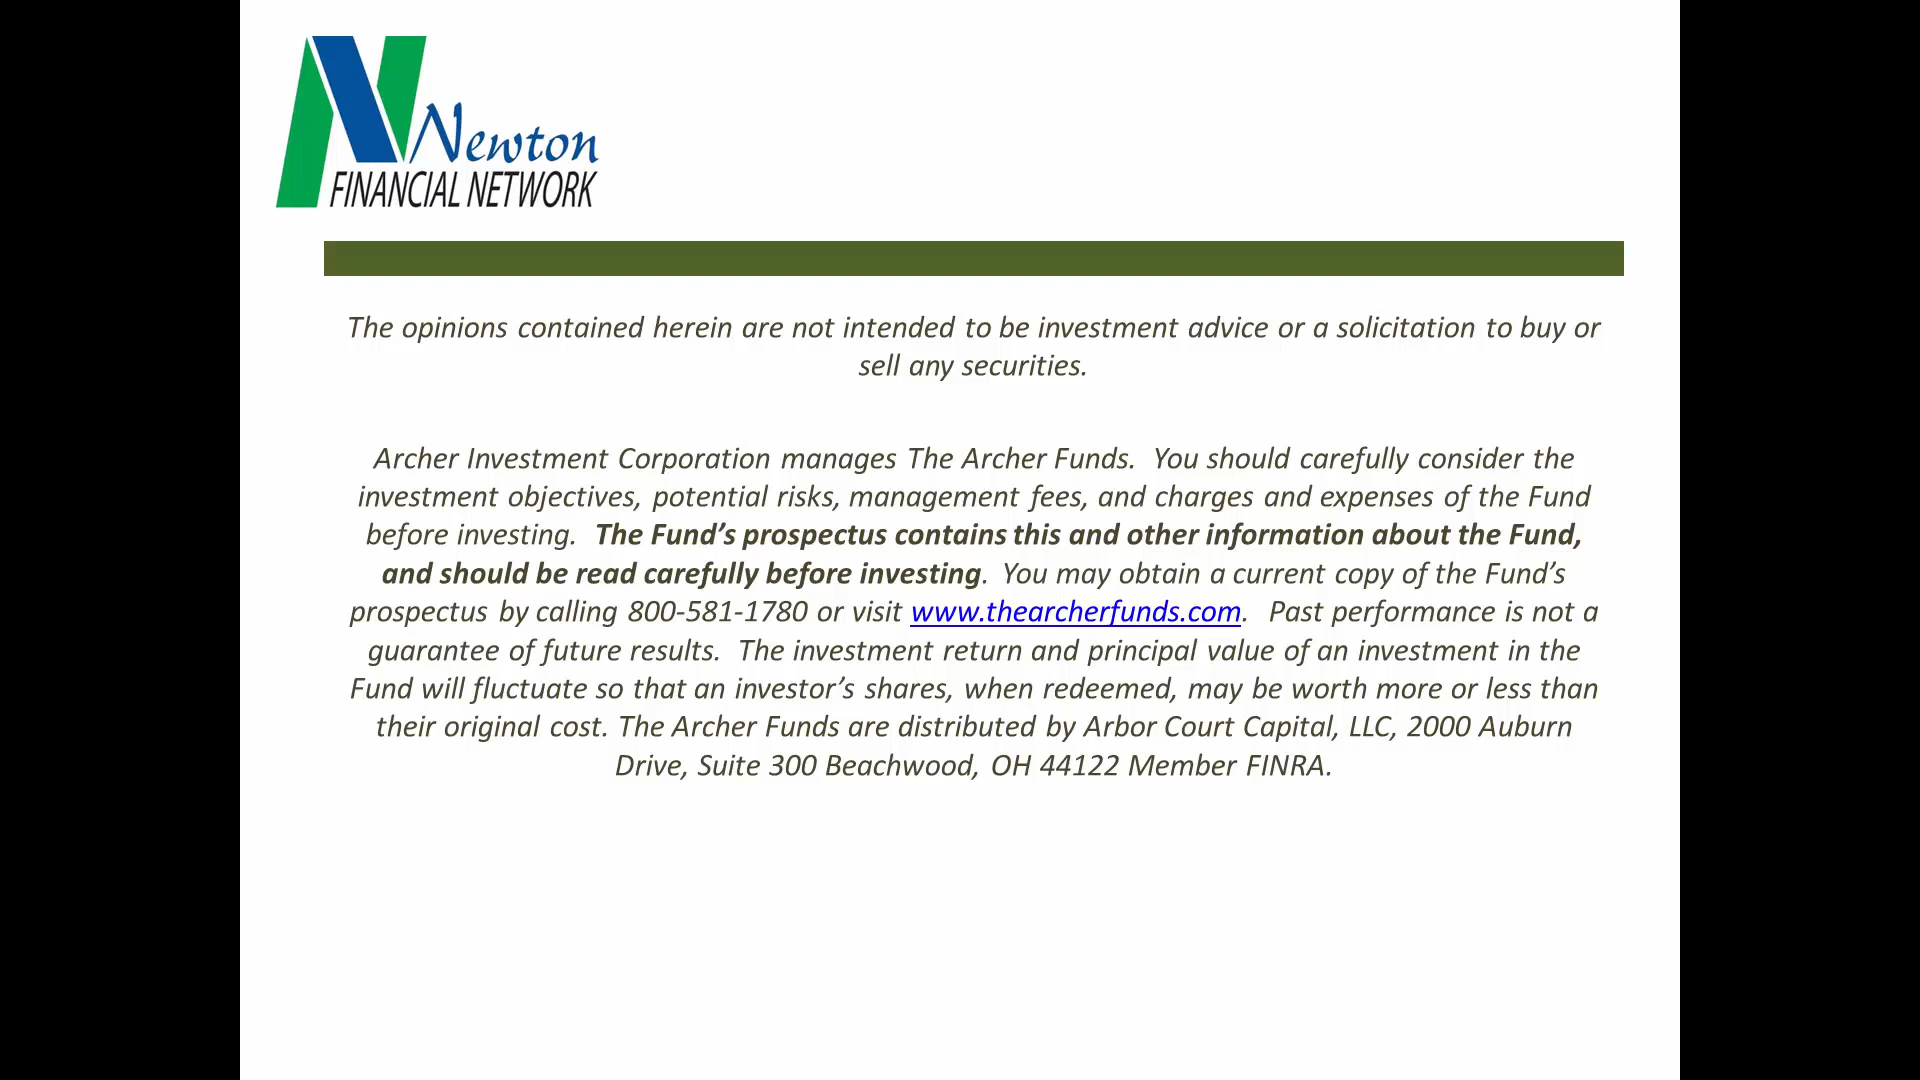 Newton
FINANCIAL NETWORK
The opinions contained herein are not intended to be investment advice or a solicitation to buy or
sell any securities.
Archer Investment Corporation manages The Archer Funds.  You should carefully consider the
investment objectives, potential risks, management fees, and charges and expenses of the Fund
before investing.  The Fund’s prospectus contains this and other information about the Fund,
and should be read carefully before investing.  You may obtain a current copy of the Fund’s
prospectus by calling 800-581-1780 or visit www.thearcherfunds.com.  Past performance is not a
guarantee of future results.  The investment return and principal value of an investment in the
Fund will fluctuate so that an investor’s shares, when redeemed, may be worth more or less than
their original cost. The Archer Funds are distributed by Arbor Court Capital, LLC, 2000 Auburn
Drive, Suite 300 Beachwood, OH 44122 Member FINRA.